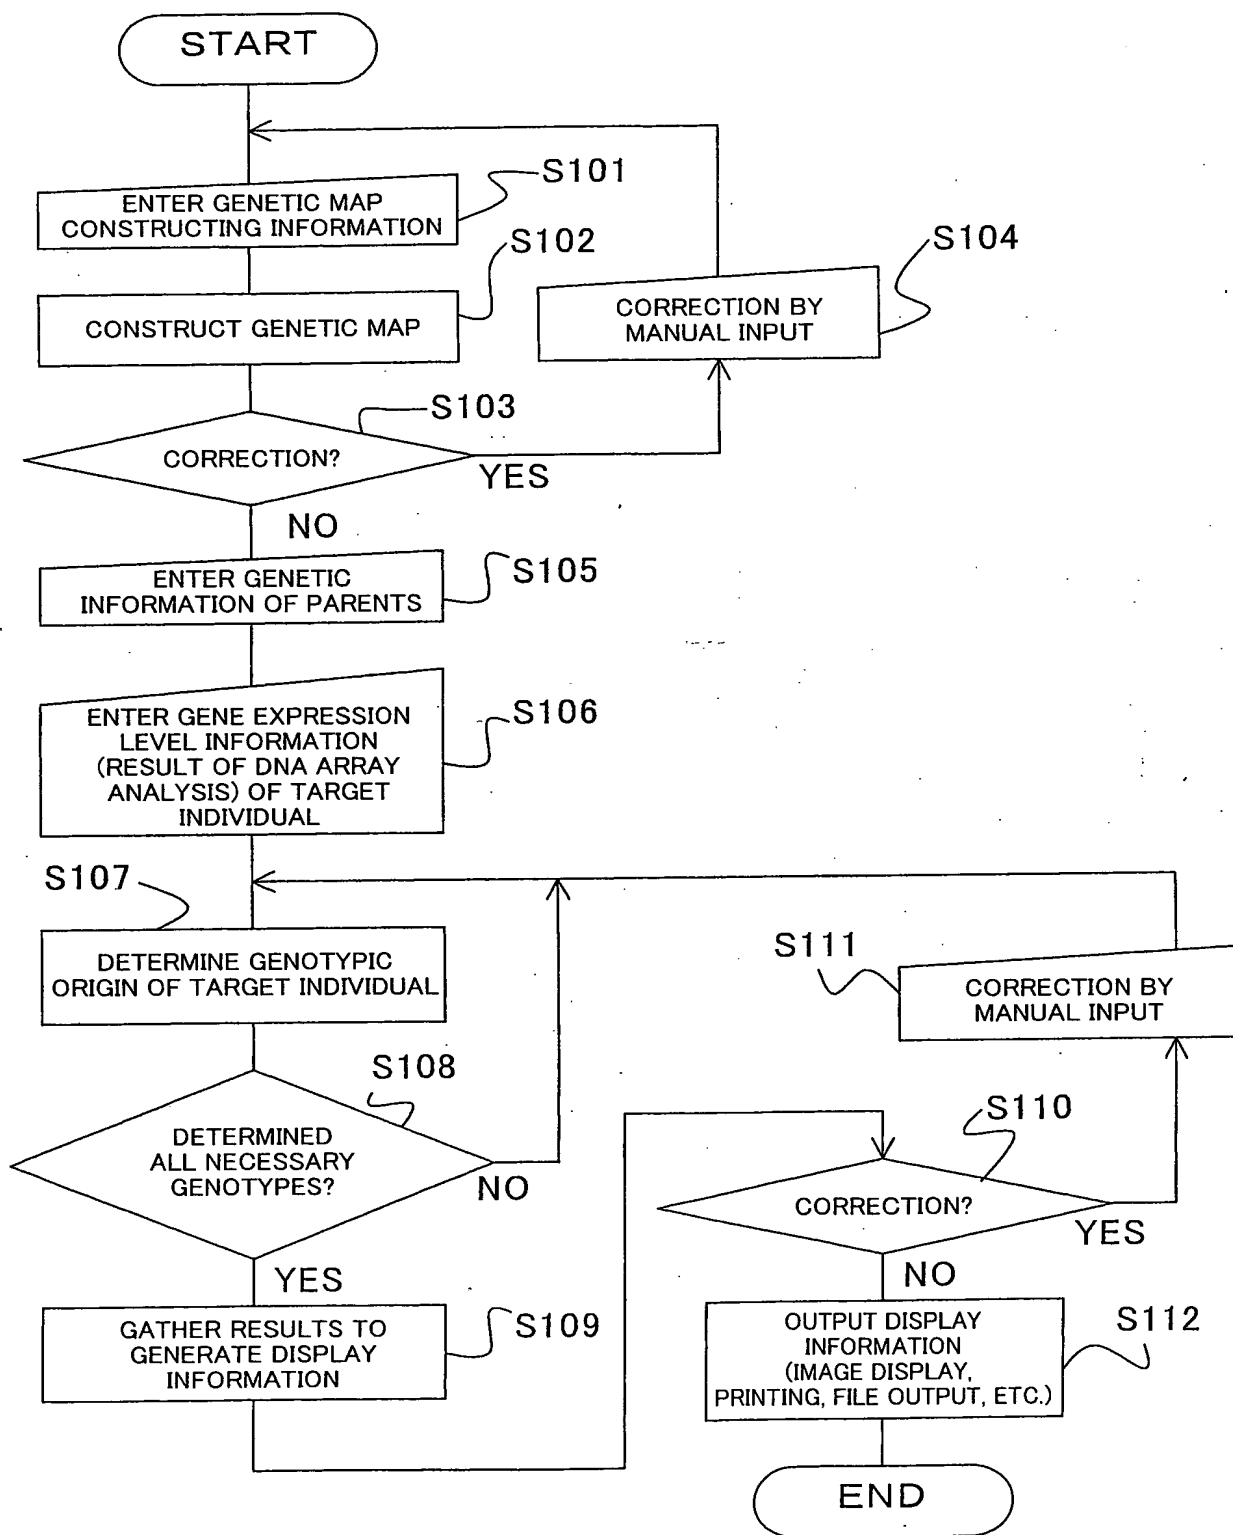 START
S101
ENTER GENETIC MAP
CONSTRUCTING INFORMATION
S102
CONSTRUCT GENETIC MAP
S104
CORRECTION BY
MANUAL INPUT
S103
CORRECTION?
YES
NO
S105
ENTER GENETIC
INFORMATION OF PARENTS
S106
ENTER GENE EXPRESSION
LEVEL INFORMATION
(RESULT OF DNA ARRAY
ANALYSIS) OF TARGET
INDIVIDUAL
S107
DETERMINE GENOTYPIC
ORIGIN OF TARGET INDIVIDUAL
S111
CORRECTION BY
MANUAL INPUT
S108
DETERMINED
ALL NECESSARY
GENOTYPES?
NO
YES
S110
CORRECTION?
YES
NO
S109
GATHER RESULTS TO
GENERATE DISPLAY
INFORMATION
S112
OUTPUT DISPLAY
INFORMATION
(IMAGE DISPLAY,
PRINTING, FILE OUTPUT, ETC.)
END